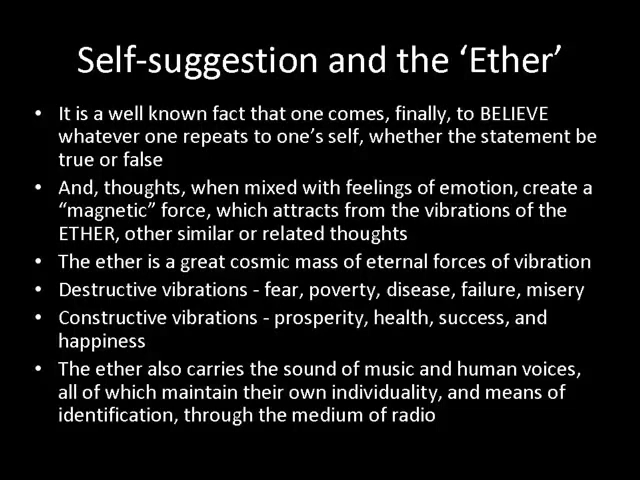 Self-suggestion and the ‘Ether’
• It is a well known fact that one comes, finally, to BELIEVE
whatever one repeats to one’s self, whether the statement be
true or false
• And, thoughts, when mixed with feelings of emotion, create a
“magnetic” force, which attracts from the vibrations of the
ETHER, other similar or related thoughts
• The ether is a great cosmic mass of eternal forces of vibration
• Destructive vibrations - fear, poverty, disease, failure, misery
• Constructive vibrations - prosperity, health, success, and
happiness
• The ether also carries the sound of music and human voices,
all of which maintain their own individuality, and means of
identification, through the medium of radio